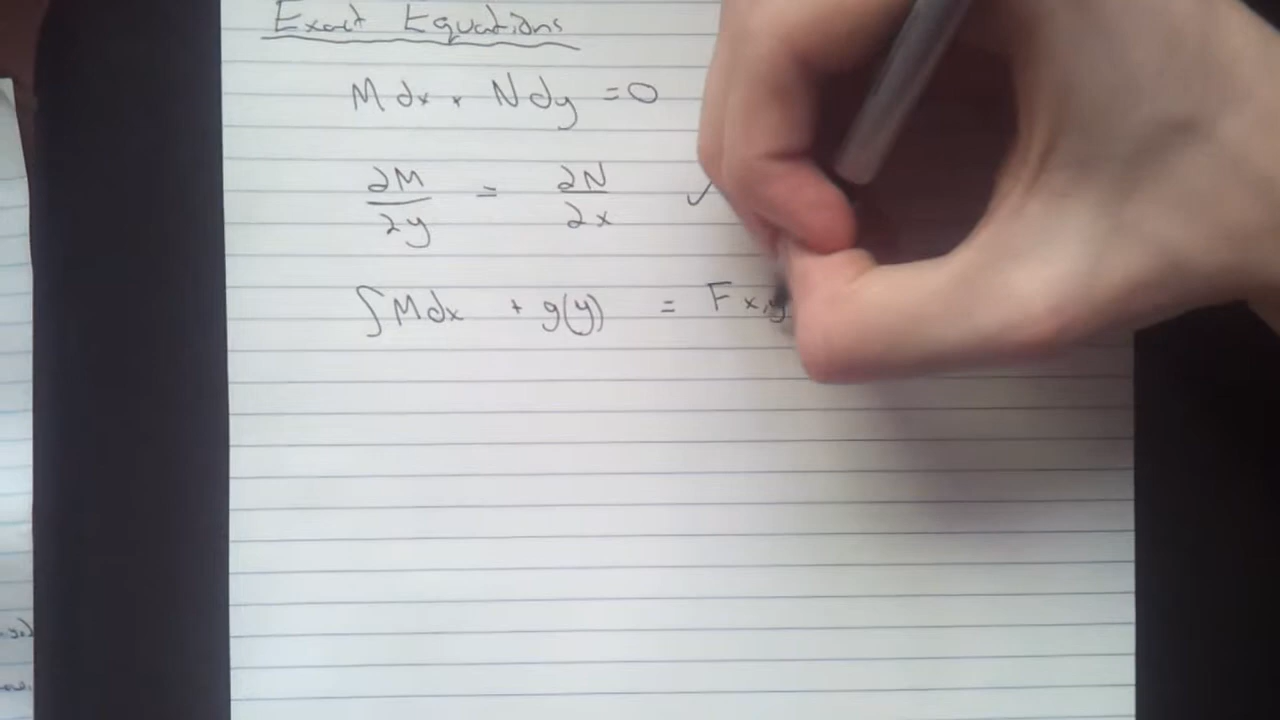 Exact Equations
M dx + N dy = 0
∂M/∂y = ∂N/∂x ✓
∫M dx + g(y) = F x,y